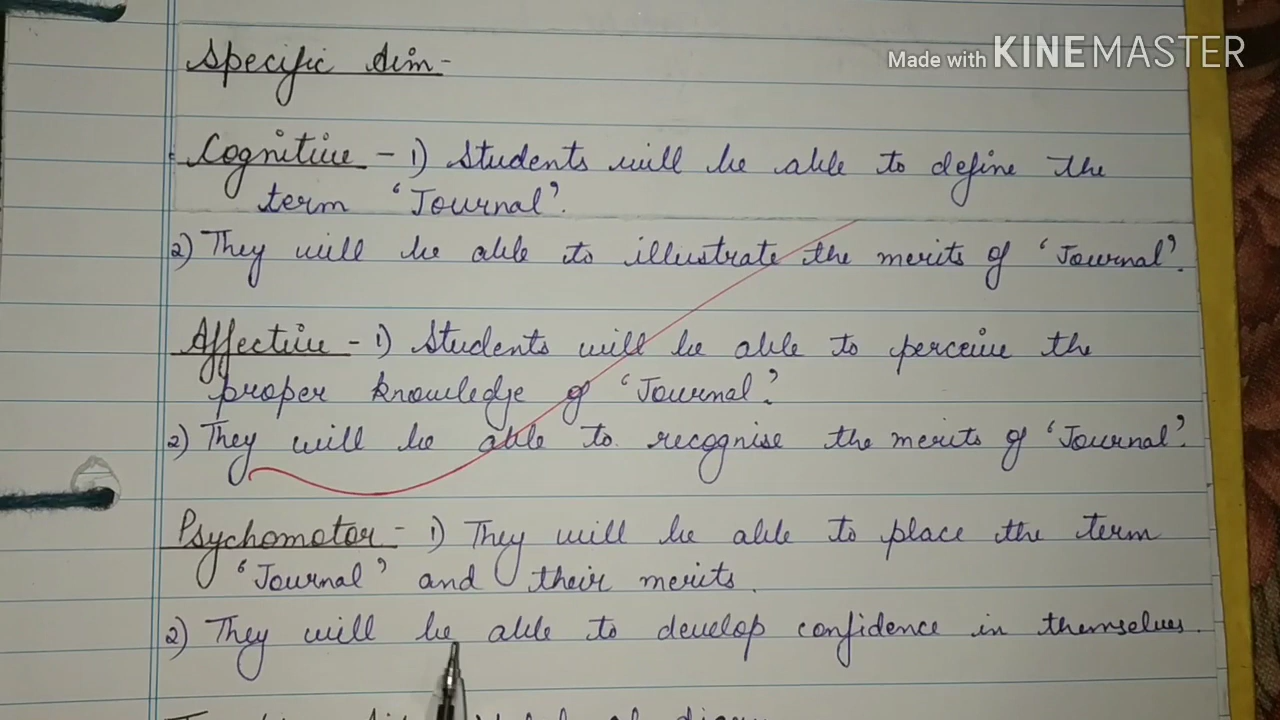 Specific Aim -
Made with KINEMASTER
Cognitive - 1) Students will be able to define the
term 'Journal'.
2) They will be able to illustrate the merits of 'Journal'.
Affective - 1) Students will be able to perceive the
proper knowledge of 'Journal'.
2) They will be able to recognise the merits of 'Journal'.
Psychomotor - 1) They will be able to place the term
'Journal' and their merits.
2) They will be able to develop confidence in themselves.